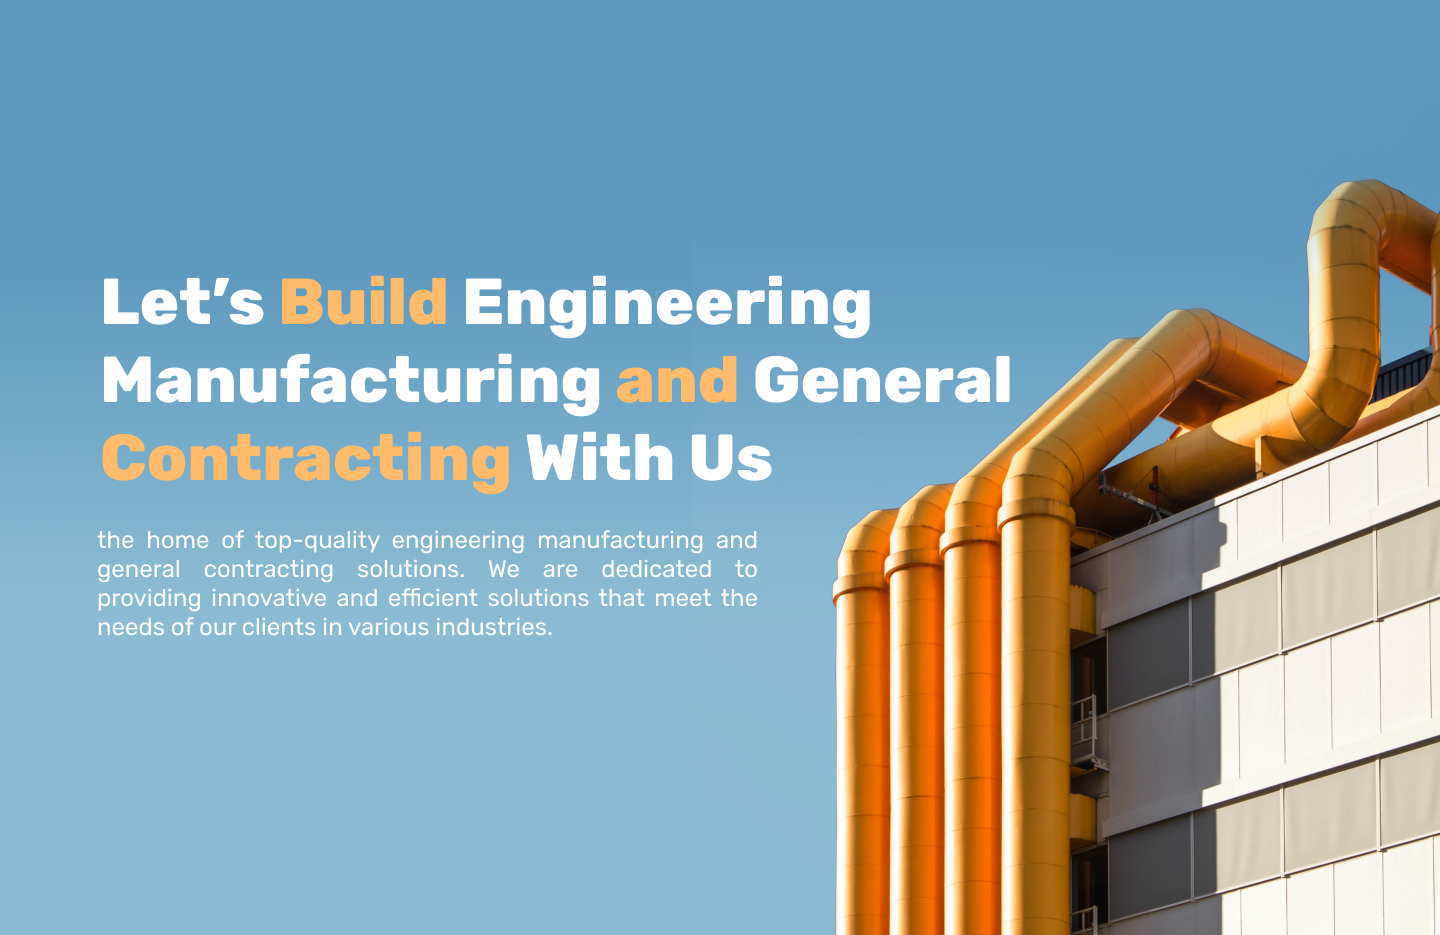 Let’s Build Engineering
Manufacturing and General
Contracting With Us
the home of top-quality engineering manufacturing and
general contracting solutions. We are dedicated to
providing innovative and efficient solutions that meet the
needs of our clients in various industries.